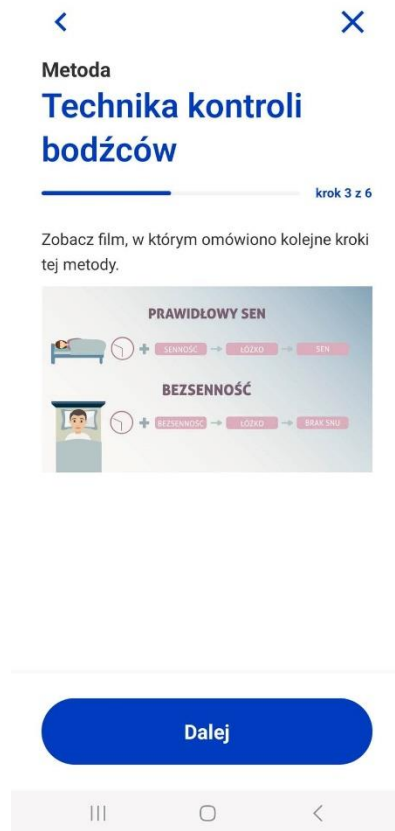 Metoda
Technika kontroli
bodźców
krok 3 z 6
Zobacz film, w którym omówiono kolejne kroki
tej metody.
PRAWIDŁOWY SEN
+ SENNOŚĆ → ŁÓŻKO → SEN
BEZSENNOŚĆ
+ BEZSENNOŚĆ → ŁÓŻKO → BRAK SNU
Dalej